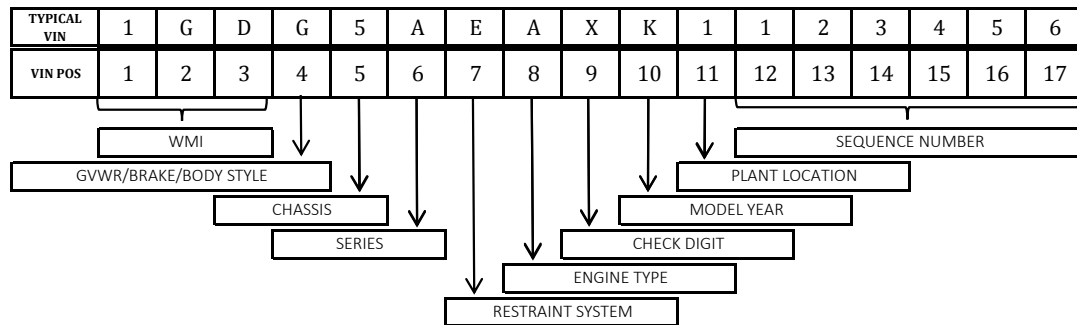 TYPICAL VIN 1 G D G 5 A E A X K 1 1 2 3 4 5 6
VIN POS 1 2 3 4 5 6 7 8 9 10 11 12 13 14 15 16 17
WMI SEQUENCE NUMBER
GVWR/BRAKE/BODY STYLE PLANT LOCATION
CHASSIS MODEL YEAR
SERIES CHECK DIGIT
ENGINE TYPE
RESTRAINT SYSTEM